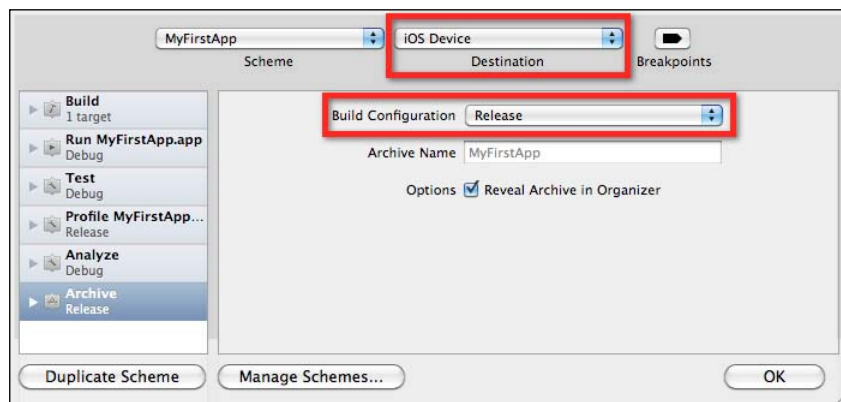 MyFirstApp
iOS Device
Scheme
Destination
Breakpoints
Build
1 target
Run MyFirstApp.app
Debug
Test
Debug
Profile MyFirstApp...
Release
Analyze
Debug
Archive
Release
Build Configuration Release
Archive Name MyFirstApp
Options Reveal Archive in Organizer
Duplicate Scheme
Manage Schemes...
OK